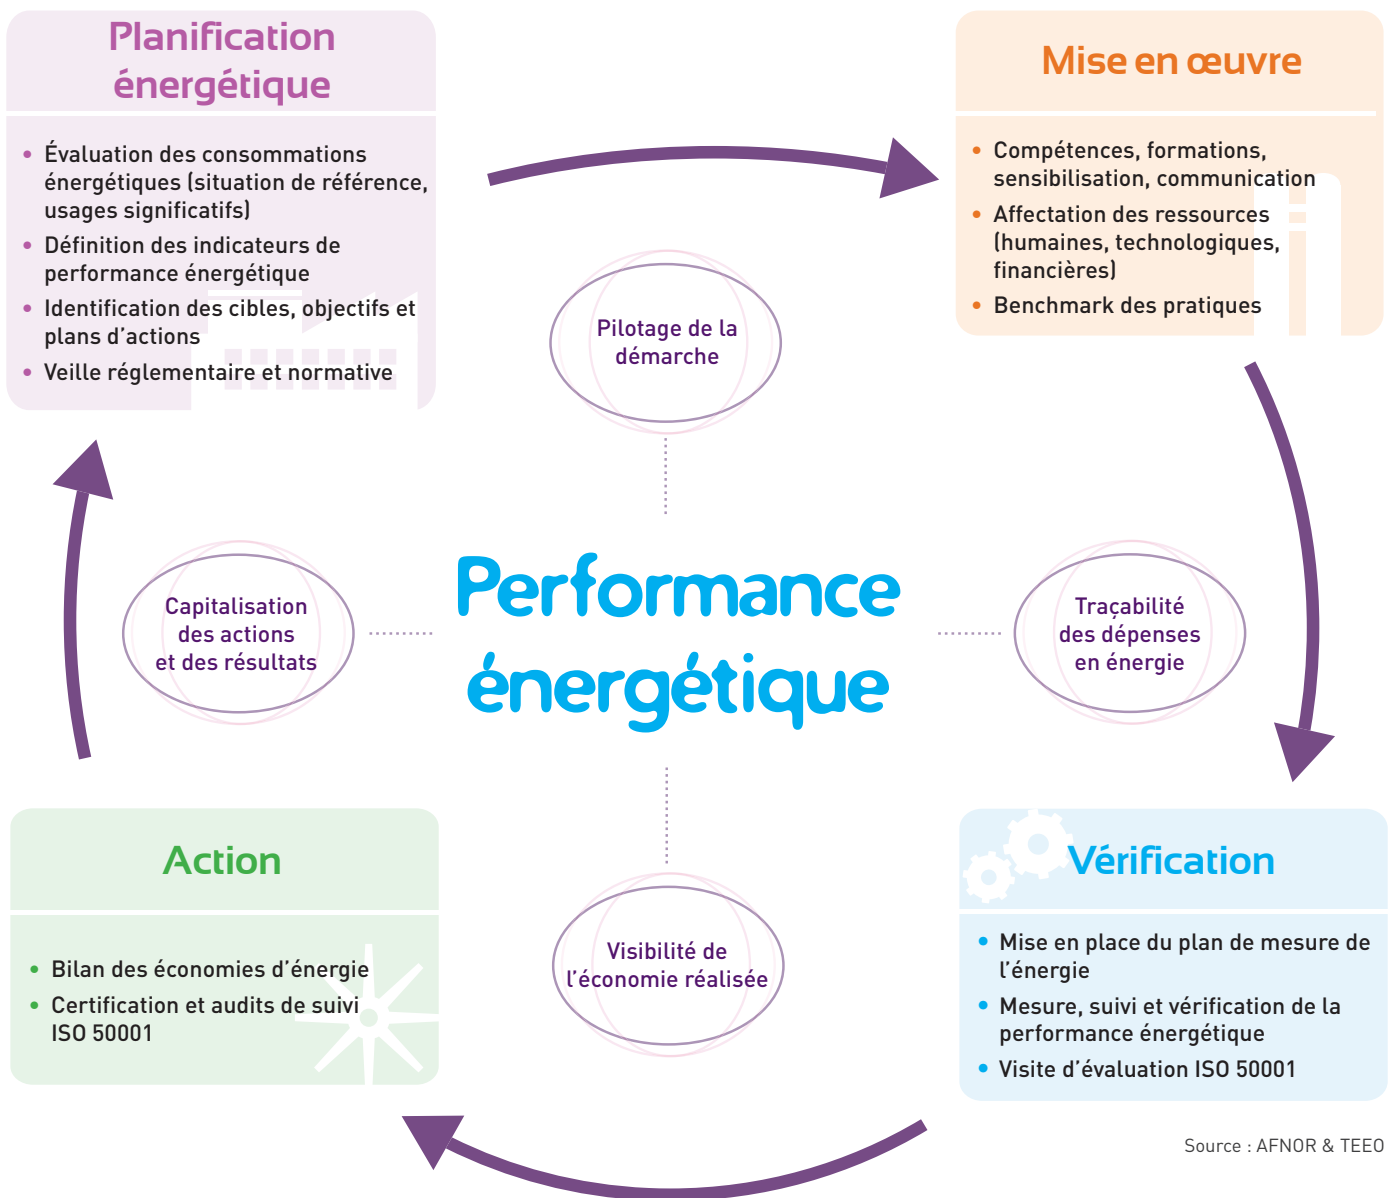 Planification
énergétique
• Évaluation des consommations
énergétiques (situation de référence,
usages significatifs)
• Définition des indicateurs de
performance énergétique
• Identification des cibles, objectifs et
plans d’actions
• Veille réglementaire et normative
Mise en œuvre
• Compétences, formations,
sensibilisation, communication
• Affectation des ressources
(humaines, technologiques,
financières)
• Benchmark des pratiques
Pilotage de la
démarche
Capitalisation
des actions
et des résultats
Performance
énergétique
Traçabilité
des dépenses
en énergie
Visibilité de
l’économie réalisée
Action
• Bilan des économies d’énergie
• Certification et audits de suivi
ISO 50001
Vérification
• Mise en place du plan de mesure de
l’énergie
• Mesure, suivi et vérification de la
performance énergétique
• Visite d’évaluation ISO 50001
Source : AFNOR & TEEO